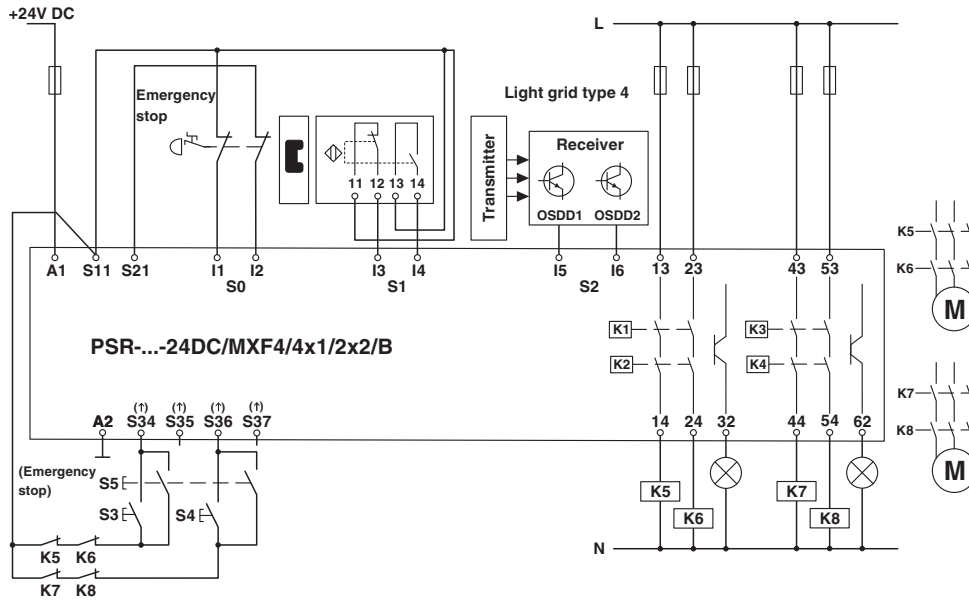 +24V DC
L
Emergency
stop
Light grid type 4
Transmitter
Receiver
11 12 13 14
OSDD1 OSDD2
K5
K6
M
A1 S11 S21 I1 I2 I3 I4 I5 I6 13 23 43 53
S0 S1 S2
K1 K3
K2 K4
PSR-...-24DC/MXF4/4x1/2x2/B
K7
K8
M
(↑) (↑) (↑) (↑)
A2 S34 S35 S36 S37 14 24 32 44 54 62
(Emergency
stop)
S5
S3 S4
K5 K7
K6 K8
N
K5 K6
K7 K8